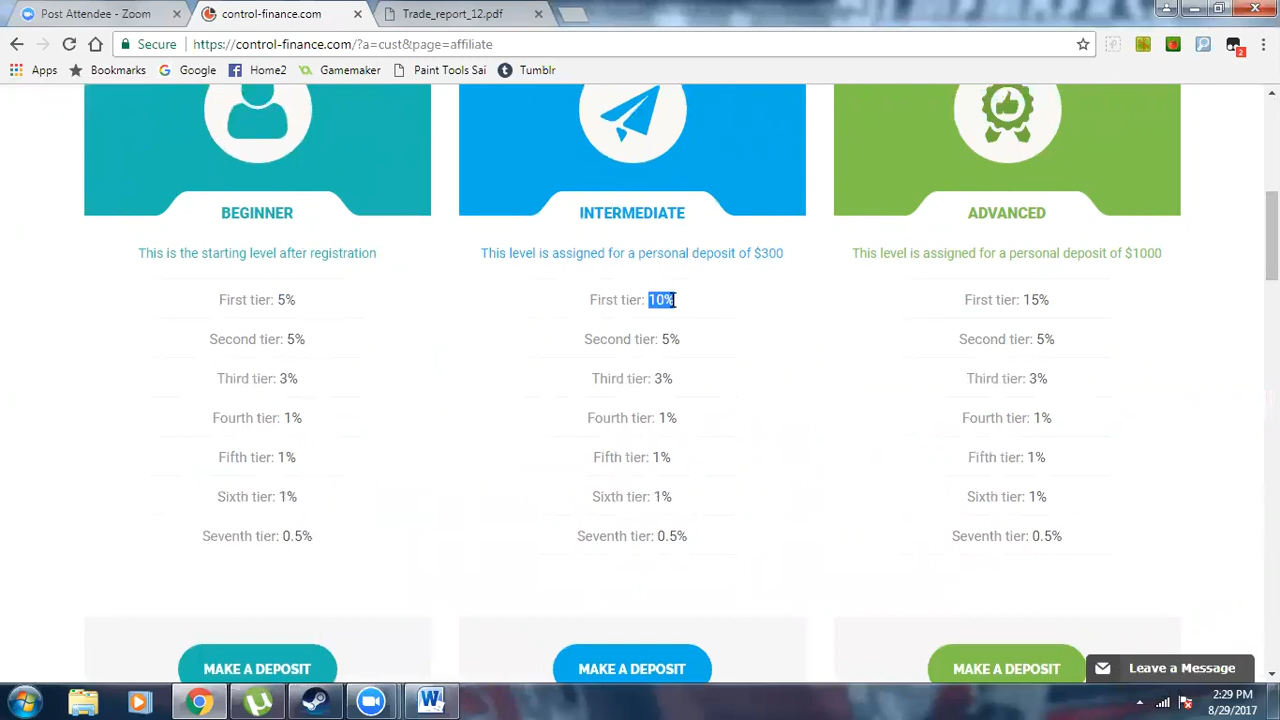 Post Attendee - Zoom
control-finance.com
Trade_report_12.pdf
Secure
https://control-finance.com/?a=cust&page=affiliate
2
Apps
Bookmarks
Google
Home2
Gamemaker
Paint Tools Sai
Tumblr
BEGINNER
INTERMEDIATE
ADVANCED
This is the starting level after registration
This level is assigned for a personal deposit of $300
This level is assigned for a personal deposit of $1000
First tier: 5%
First tier: 10%
First tier: 15%
Second tier: 5%
Second tier: 5%
Second tier: 5%
Third tier: 3%
Third tier: 3%
Third tier: 3%
Fourth tier: 1%
Fourth tier: 1%
Fourth tier: 1%
Fifth tier: 1%
Fifth tier: 1%
Fifth tier: 1%
Sixth tier: 1%
Sixth tier: 1%
Sixth tier: 1%
Seventh tier: 0.5%
Seventh tier: 0.5%
Seventh tier: 0.5%
MAKE A DEPOSIT
MAKE A DEPOSIT
MAKE A DEPOSIT
Leave a Message
2:29 PM
8/29/2017